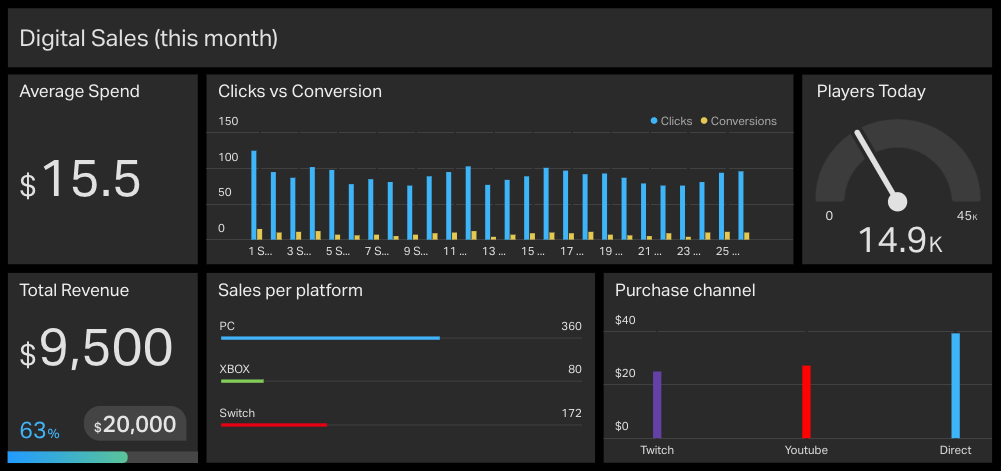 Digital Sales (this month)
Average Spend
$15.5
Clicks vs Conversion
Clicks Conversions
150
100
50
0
1 S... 3 S... 5 S... 7 S... 9 S... 11 ... 13 ... 15 ... 17 ... 19 ... 21 ... 23 ... 25 ...
Players Today
0 45K
14.9K
Total Revenue
$9,500
63% $20,000
Sales per platform
PC 360
XBOX 80
Switch 172
Purchase channel
$40
$20
$0
Twitch Youtube Direct